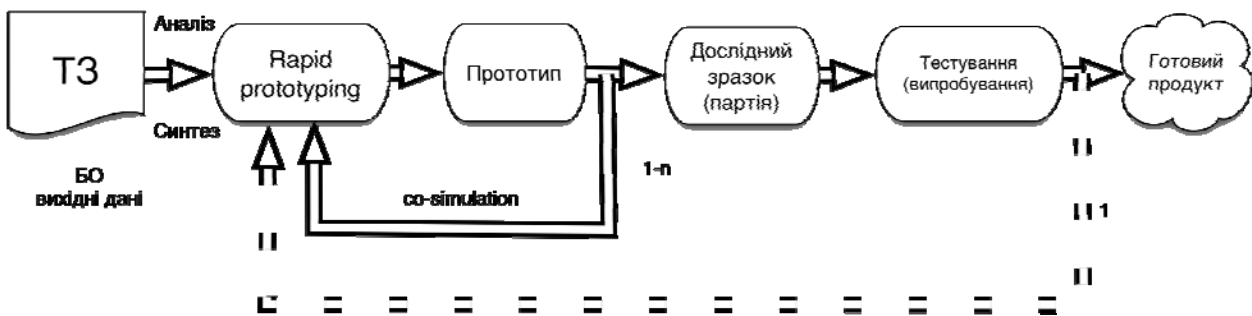 ТЗ
Аналіз
Синтез
БО
вихідні дані
Rapid
prototyping
Прототип
co-simulation
1-n
Дослідний
зразок
(партія)
Тестування
(випробування)
1
Готовий
продукт